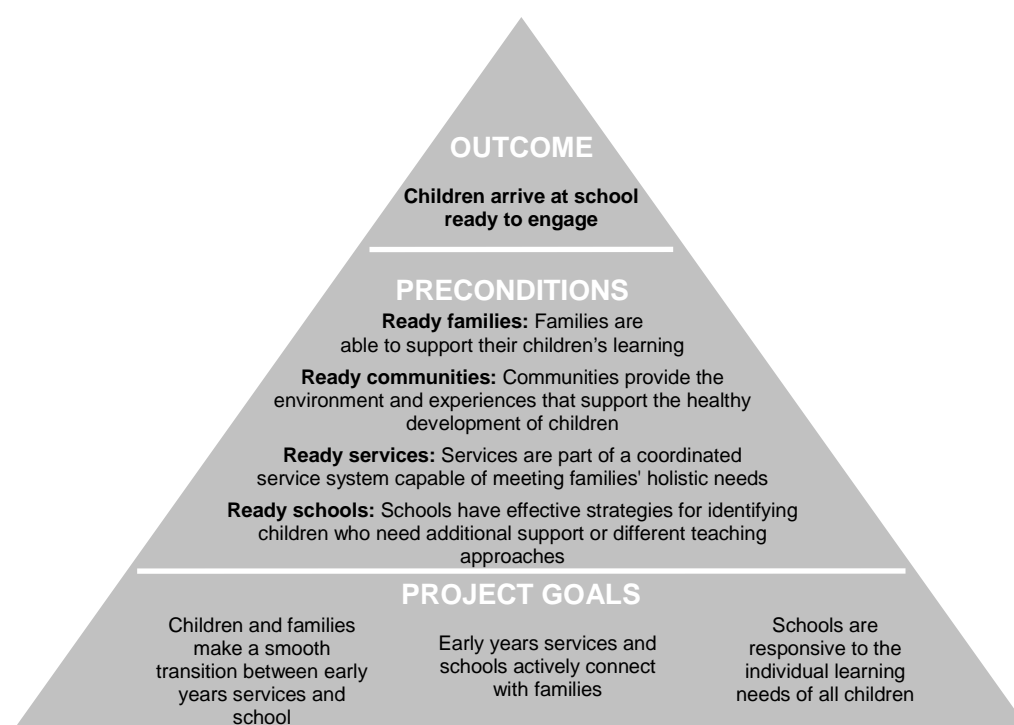 OUTCOME
Children arrive at school
ready to engage
PRECONDITIONS
Ready families: Families are
able to support their children’s learning
Ready communities: Communities provide the
environment and experiences that support the healthy
development of children
Ready services: Services are part of a coordinated
service system capable of meeting families' holistic needs
Ready schools: Schools have effective strategies for identifying
children who need additional support or different teaching
approaches
PROJECT GOALS
Children and families
make a smooth
transition between early
years services and
school
Early years services and
schools actively connect
with families
Schools are
responsive to the
individual learning
needs of all children